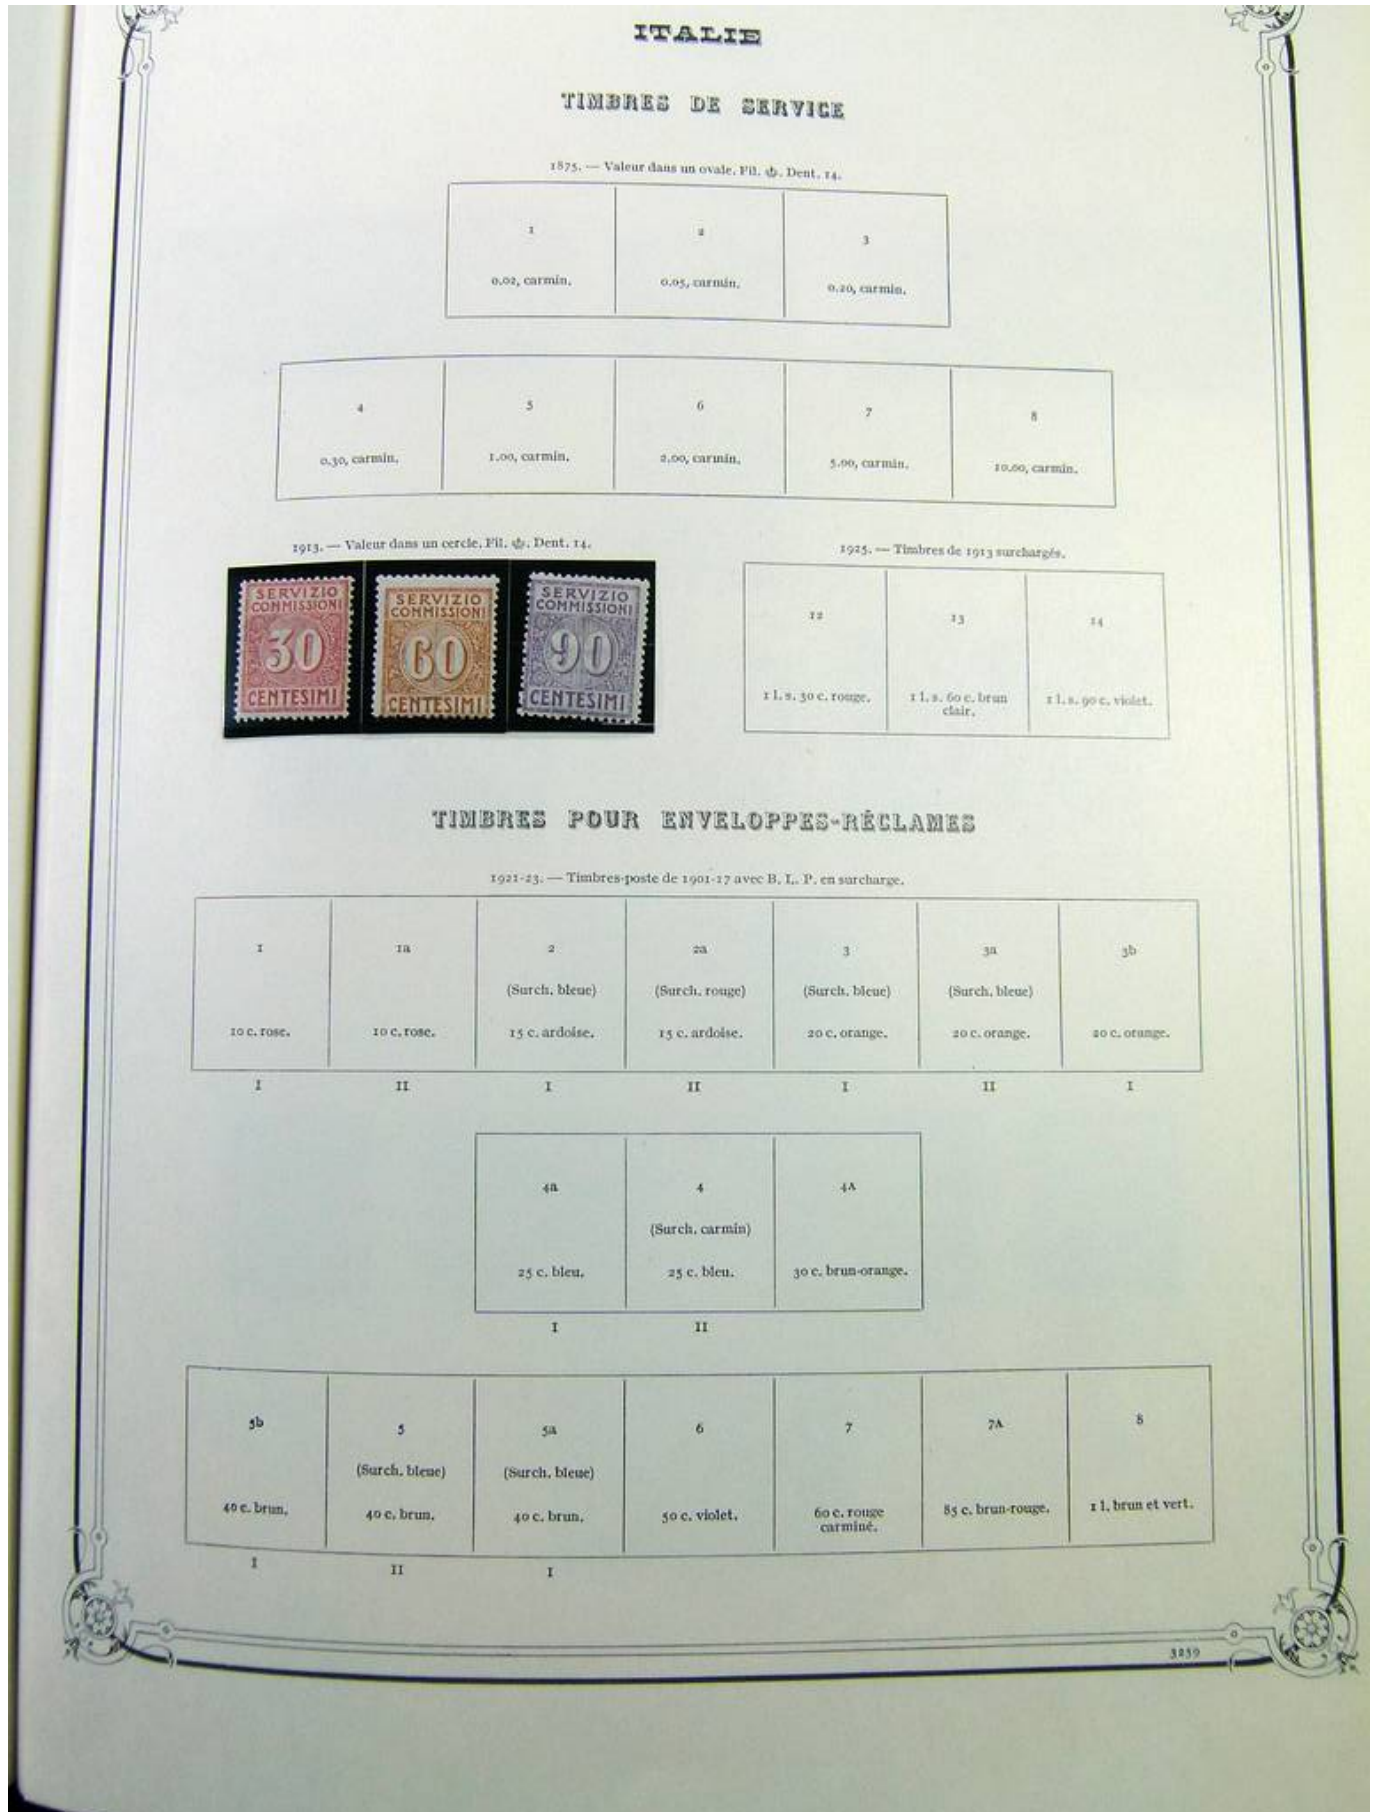 ITALIE
TIMBRES DE SERVICE
1875. — Valeur dans un ovale. Fil. . Dent. 14.
1
2
3
0.02, carmin.
0.05, carmin.
0.20, carmin.
4
5
6
7
8
0.30, carmin.
1.00, carmin.
2.00, carmin.
5.00, carmin.
10.00, carmin.
1913. — Valeur dans un cercle. Fil. . Dent. 14.
SERVIZIO
COMMISSIONI
30
CENTESIMI
SERVIZIO
COMMISSIONI
60
CENTESIMI
SERVIZIO
COMMISSIONI
90
CENTESIMI
1925. — Timbres de 1913 surchargés.
12
13
14
1 l. s. 30 c. rouge.
1 l. s. 60 c. brun
clair.
1 l. s. 90 c. violet.
TIMBRES POUR ENVELOPPES-RÉCLAMES
1921-23. — Timbres-poste de 1901-17 avec B. L. P. en surcharge.
1
1a
2
2a
3
3a
3b
(Surch. bleue)
(Surch. rouge)
(Surch. bleue)
(Surch. bleue)
10 c. rose.
10 c. rose.
15 c. ardoise.
15 c. ardoise.
20 c. orange.
20 c. orange.
20 c. orange.
I
II
I
II
I
II
I
4a
4
4A
(Surch. carmin)
25 c. bleu.
25 c. bleu.
30 c. brun-orange.
I
II
5b
5
5a
6
7
7A
8
(Surch. bleue)
(Surch. bleue)
40 c. brun.
40 c. brun.
40 c. brun.
50 c. violet.
60 c. rouge
carminé.
85 c. brun-rouge.
1 l. brun et vert.
I
II
I
3259